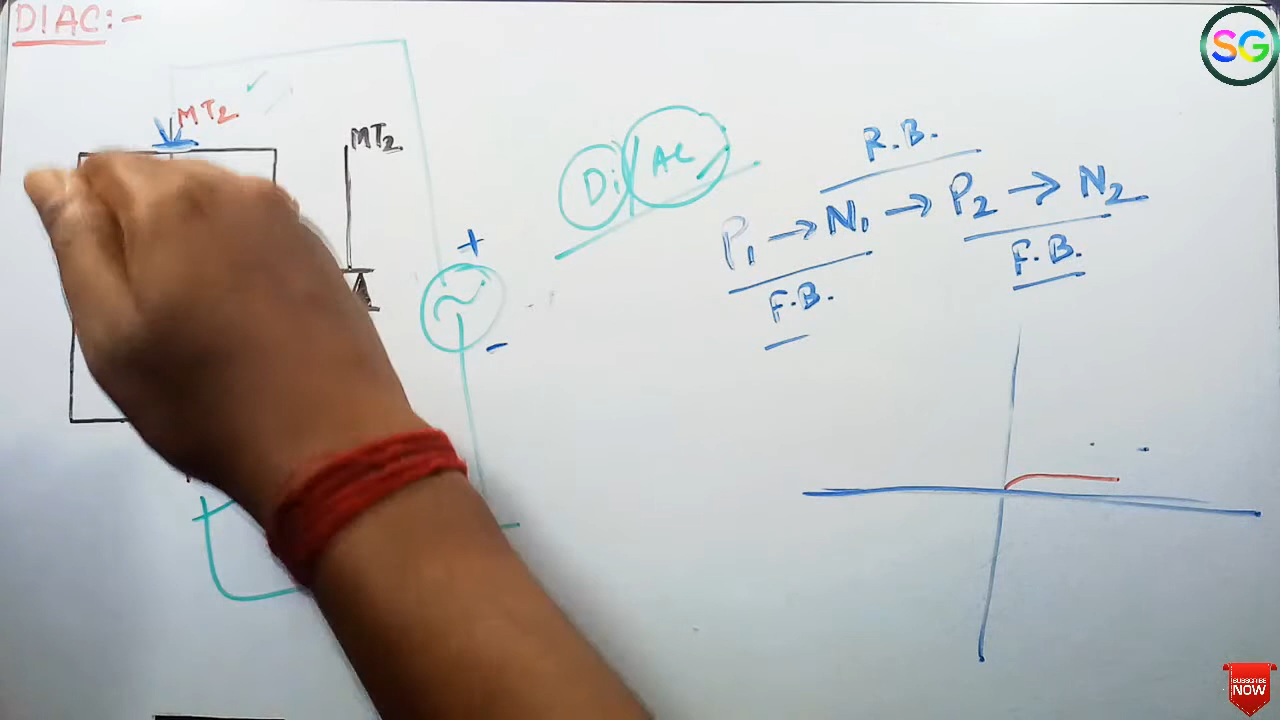 DIAC:-
SG
MT2
MT2
Di AC
R.B.
P1 → N1 → P2 → N2
F.B.
F.B.
+
-
SUBSCRIBE
NOW